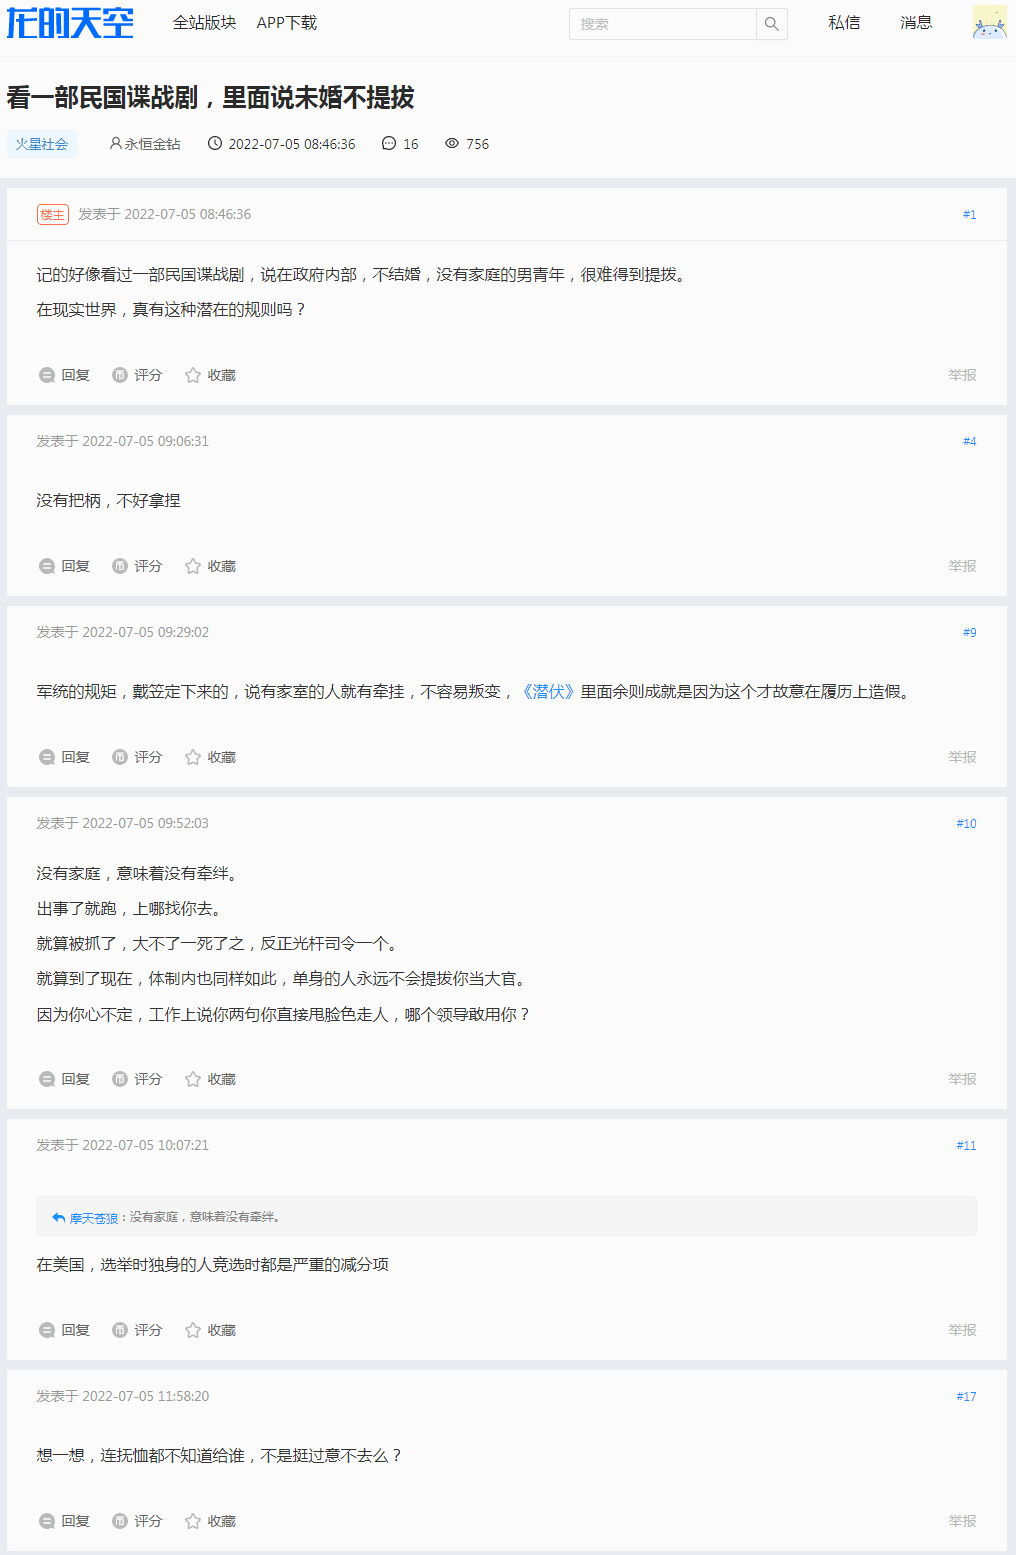 龙的天空 全站版块 APP下载 搜索 私信 消息
看一部民国谍战剧，里面说未婚不提拔
火星社会 永恒金钻 2022-07-05 08:46:36 16 756
楼主 发表于 2022-07-05 08:46:36 #1
记的好像看过一部民国谍战剧，说在政府内部，不结婚，没有家庭的男青年，很难得到提拨。
在现实世界，真有这种潜在的规则吗？
回复 评分 收藏 举报
发表于 2022-07-05 09:06:31 #4
没有把柄，不好拿捏
回复 评分 收藏 举报
发表于 2022-07-05 09:29:02 #9
军统的规矩，戴笠定下来的，说有家室的人就有牵挂，不容易叛变，《潜伏》里面余则成就是因为这个才故意在履历上造假。
回复 评分 收藏 举报
发表于 2022-07-05 09:52:03 #10
没有家庭，意味着没有牵绊。
出事了就跑，上哪找你去。
就算被抓了，大不了一死了之，反正光杆司令一个。
就算到了现在，体制内也同样如此，单身的人永远不会提拔你当大官。
因为你心不定，工作上说你两句你直接甩脸色走人，哪个领导敢用你？
回复 评分 收藏 举报
发表于 2022-07-05 10:07:21 #11
摩天苍狼：没有家庭，意味着没有牵绊。
在美国，选举时独身的人竞选时都是严重的减分项
回复 评分 收藏 举报
发表于 2022-07-05 11:58:20 #17
想一想，连抚恤都不知道给谁，不是挺过意不去么？
回复 评分 收藏 举报